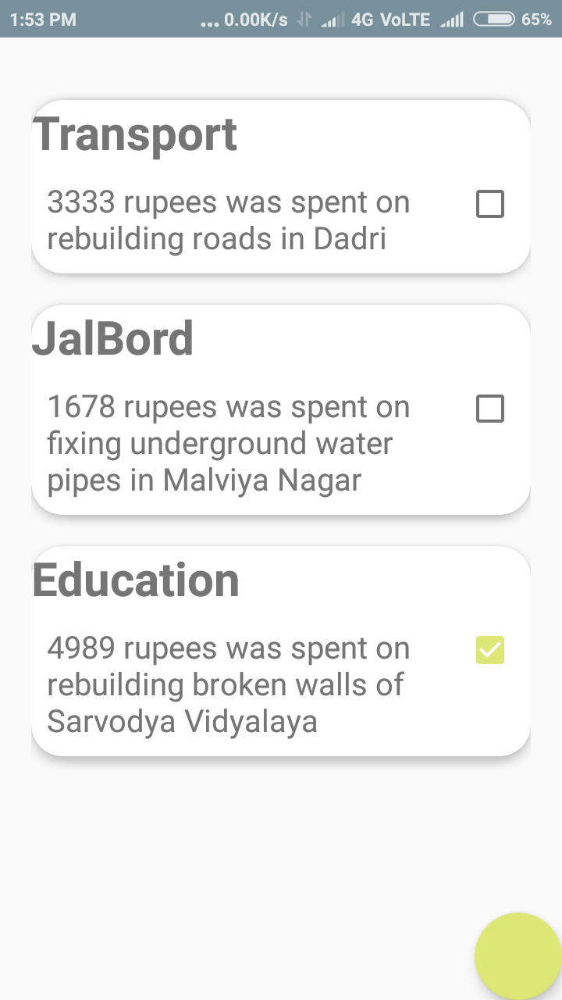 1:53 PM ... 0.00K/s 4G VoLTE 65%
Transport
3333 rupees was spent on
rebuilding roads in Dadri
JalBord
1678 rupees was spent on
fixing underground water
pipes in Malviya Nagar
Education
4989 rupees was spent on
rebuilding broken walls of
Sarvodya Vidyalaya